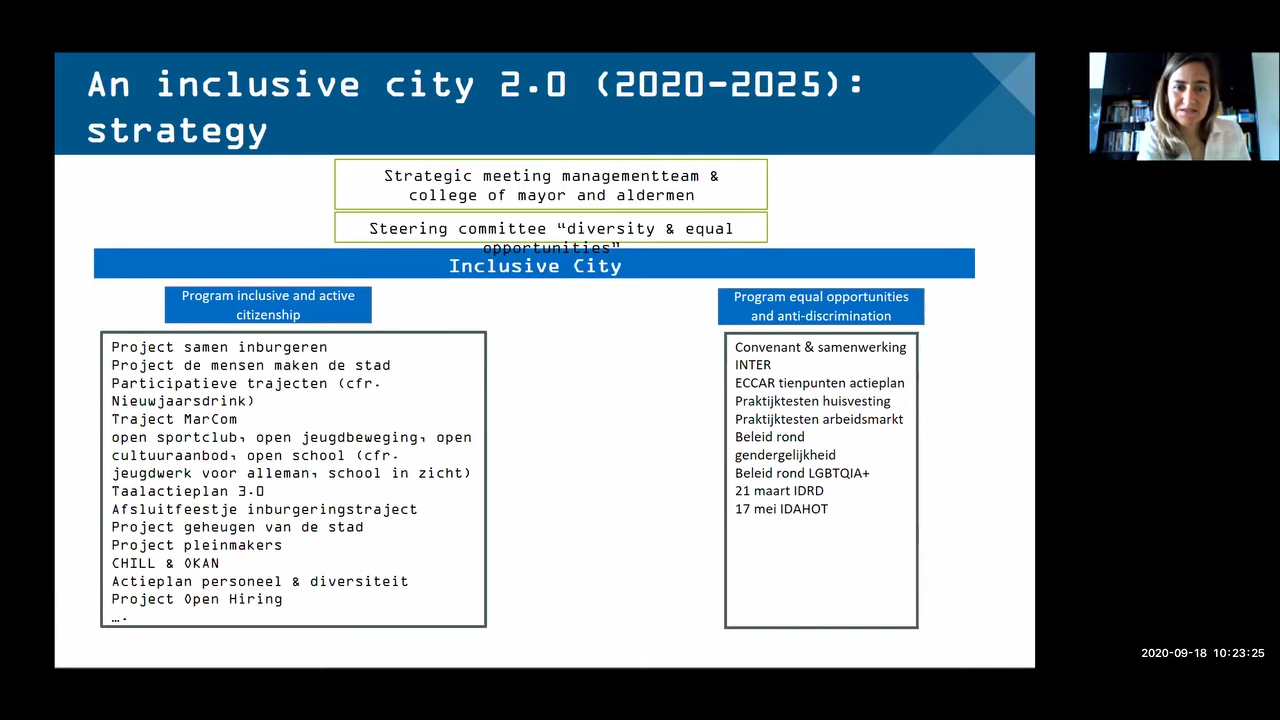 An inclusive city 2.0 (2020-2025):
strategy
Strategic meeting managementteam &
college of mayor and aldermen
Steering committee “diversity & equal
opportunities”
Inclusive City
Program inclusive and active
citizenship
Project samen inburgeren
Project de mensen maken de stad
Participatieve trajecten (cfr.
Nieuwjaarsdrink)
Traject MarCom
open sportclub, open jeugdbeweging, open
cultuuraanbod, open school (cfr.
jeugdwerk voor alleman, school in zicht)
Taalactieplan 3.0
Afsluitfeestje inburgeringstraject
Project geheugen van de stad
Project pleinmakers
CHILL & OKAN
Actieplan personeel & diversiteit
Project Open Hiring
….
Program equal opportunities
and anti-discrimination
Convenant & samenwerking
INTER
ECCAR tienpunten actieplan
Praktijktesten huisvesting
Praktijktesten arbeidsmarkt
Beleid rond
gendergelijkheid
Beleid rond LGBTQIA+
21 maart IDRD
17 mei IDAHOT
2020-09-18 10:23:25